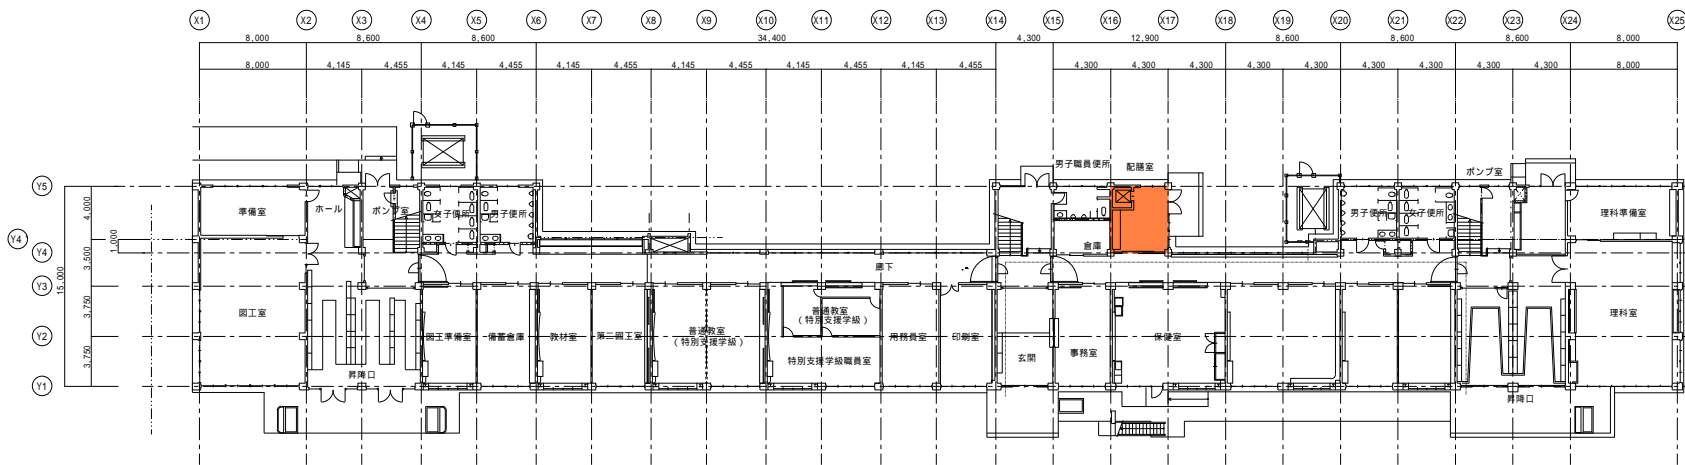 X1 X2 X3 X4 X5 X6 X7 X8 X9 X10 X11 X12 X13 X14 X15 X16 X17 X18 X19 X20 X21 X22 X23 X24 X25
8,000 8,600 8,600 34,400 4,300 12,900 8,600 8,600 8,600 8,000
8,000 4,145 4,455 4,145 4,455 4,145 4,455 4,145 4,455 4,145 4,455 4,145 4,455 4,300 4,300 4,300 4,300 4,300 4,300 4,300 4,300 4,300 8,000
男子職員便所 配膳室 ポンプ室
Y5
準備室 ホール ポンプ室 女子便所 男子便所 男子便所 女子便所 理科準備室
4,000
Y4 1,000
倉庫
Y4
3,500
廊下
15,000
Y3
3,750
図工室 普通教室
(特別支援学級)
理科室
Y2
図工準備室 備蓄倉庫 教材室 第二図工室 普通教室
(特別支援学級)
用務員室 印刷室 保健室
3,750
特別支援学級職員室 玄関 事務室
昇降口
Y1
昇降口